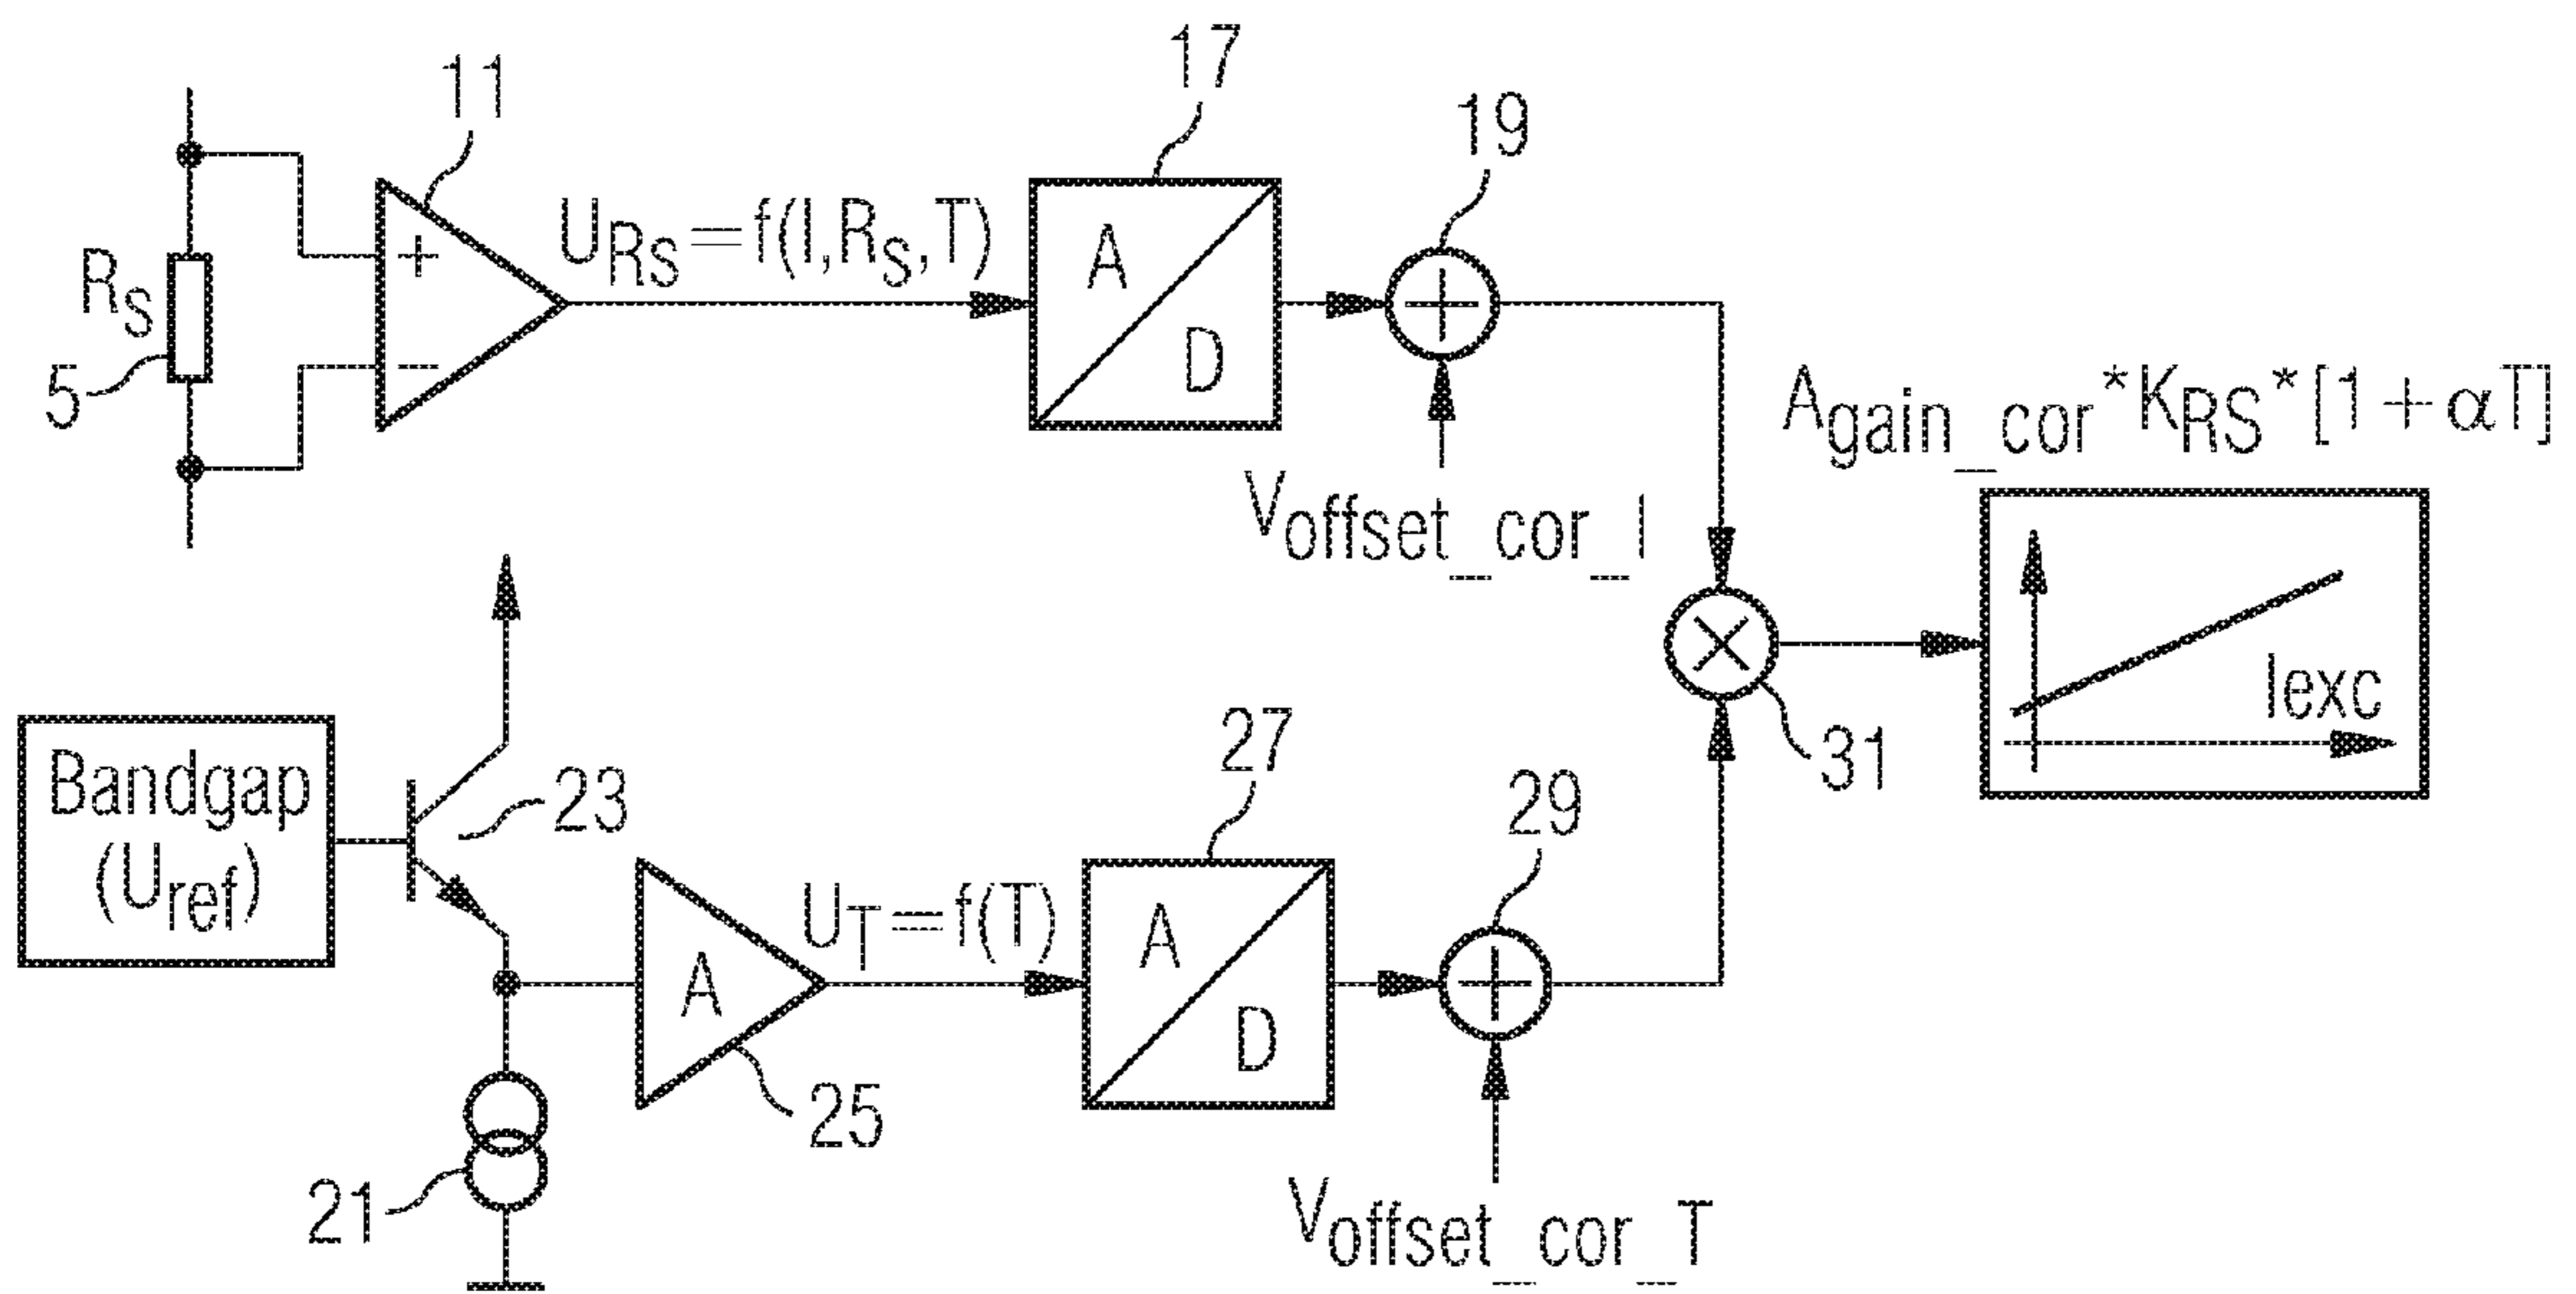 11
17
19
R_S
5
+
−
U_RS=f(I,R_S,T)
A
D
V_offset_cor_I
A_gain_cor*K_RS*[1+αT]
Iexc
31
Bandgap
(U_ref)
23
21
A
25
U_T=f(T)
27
A
D
29
V_offset_cor_T